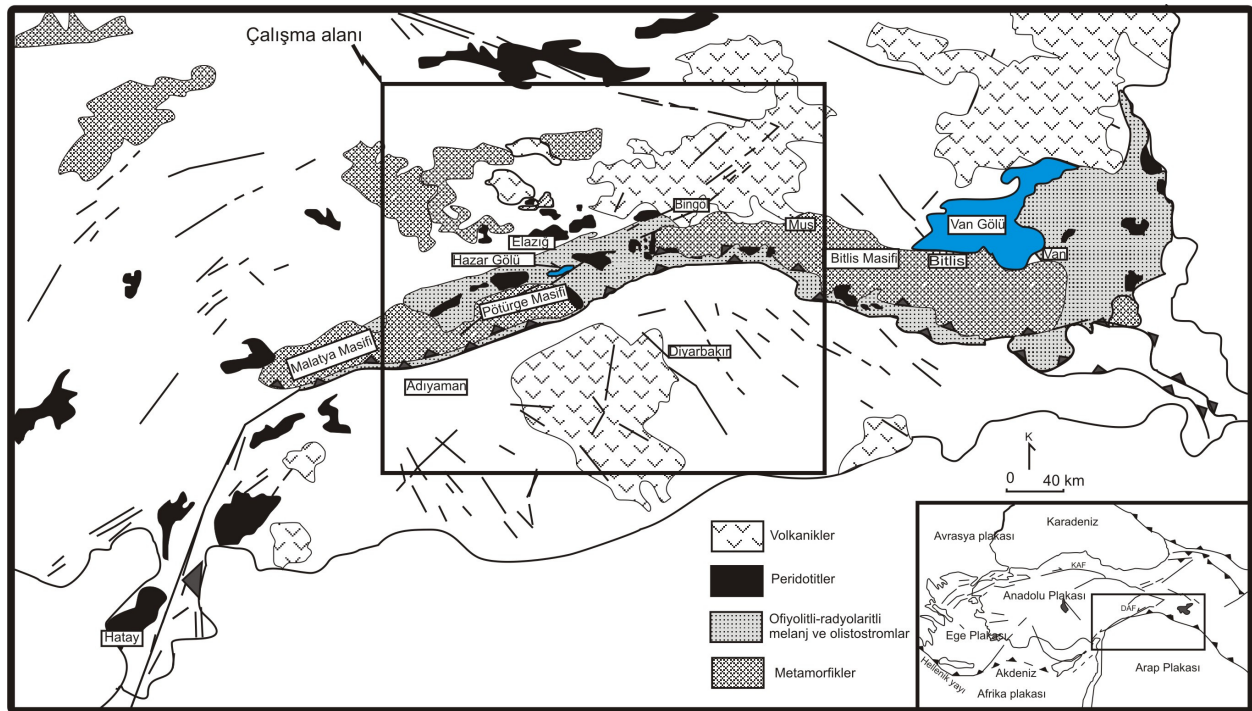 Çalışma alanı
Bingöl
Muş
Van Gölü
Elazığ
Hazar Gölü
Bitlis Masifi
Bitlis
Van
Pötürge Masifi
Malatya Masifi
Diyarbakır
Adıyaman
Hatay
K
0 40 km
Volkanikler
Peridotitler
Ofiyolitli-radyolaritli
melanj ve olistostromlar
Metamorfikler
Karadeniz
Avrasya plakası
KAF
Anadolu Plakası
DAF
Ege Plakası
Hellenik yayı
Akdeniz
Arap Plakası
Afrika plakası